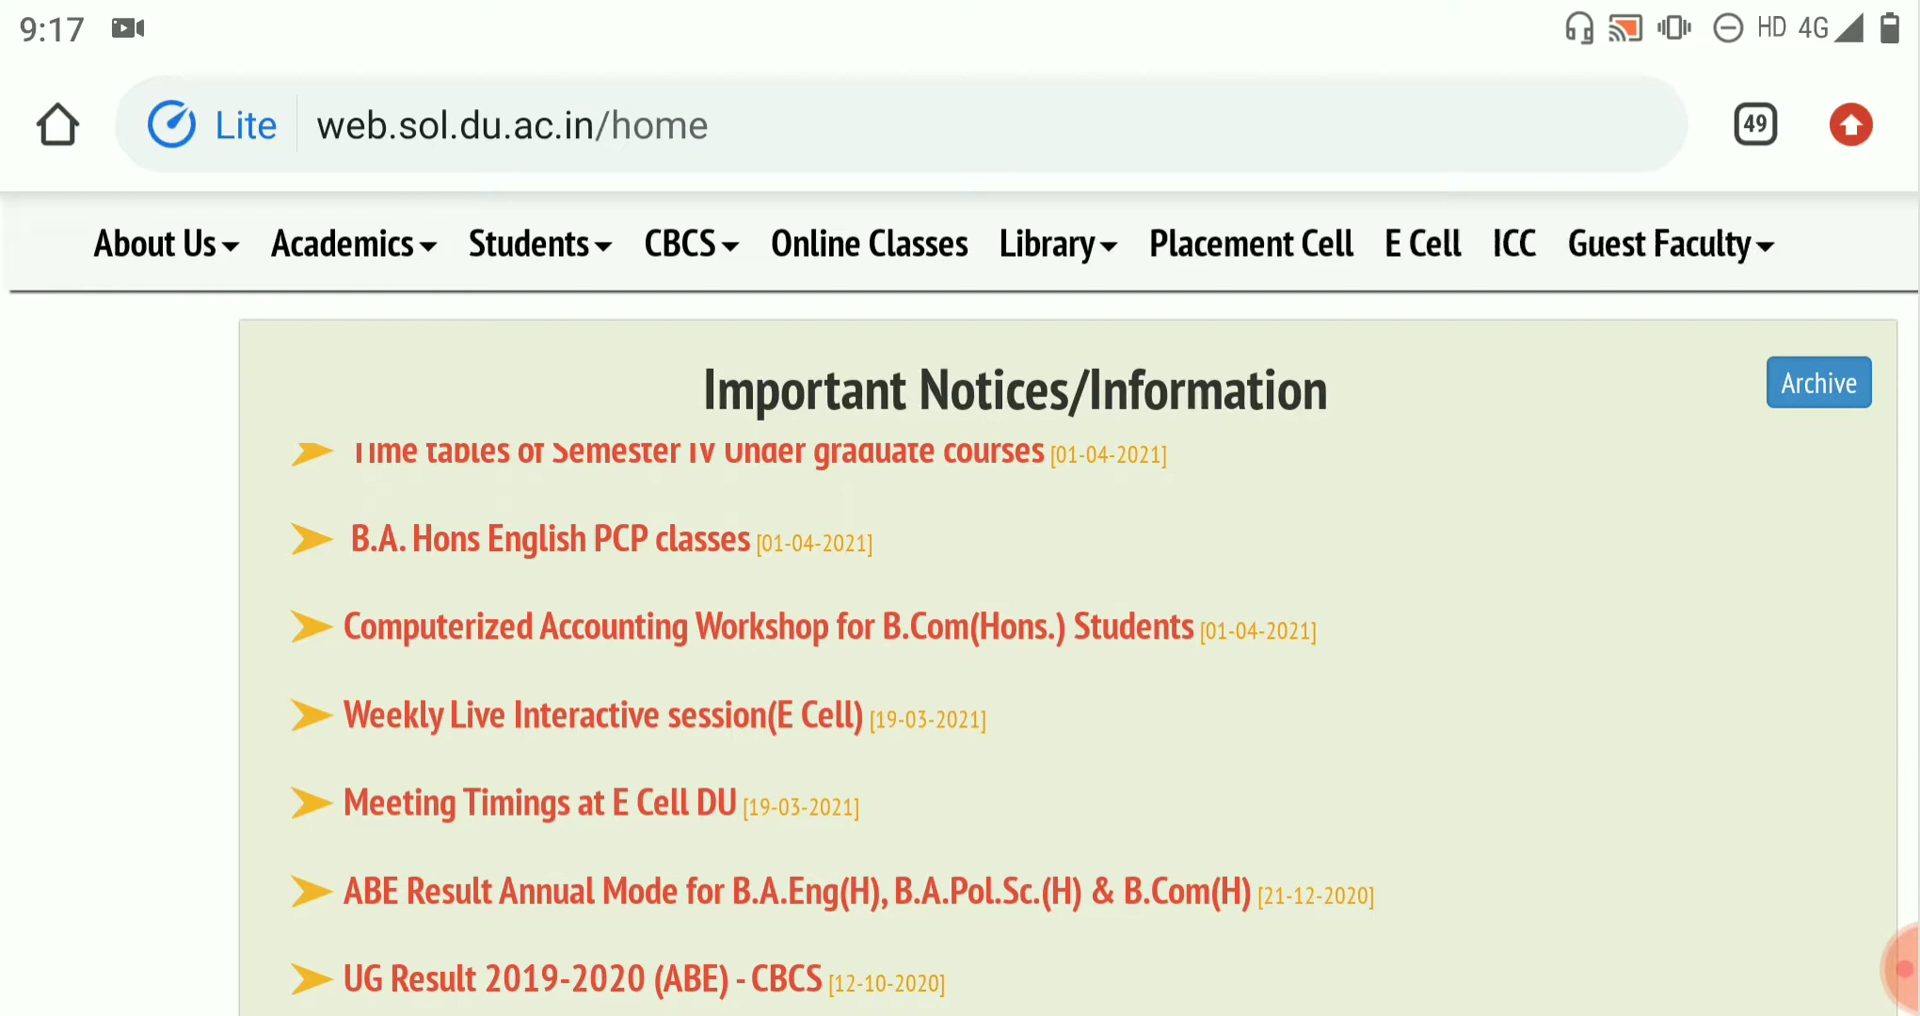 9:17 HD 4G
Lite web.sol.du.ac.in/home 49
About Us Academics Students CBCS Online Classes Library Placement Cell E Cell ICC Guest Faculty
Important Notices/Information Archive
Time tables of Semester IV Under graduate courses [01-04-2021]
B.A. Hons English PCP classes [01-04-2021]
Computerized Accounting Workshop for B.Com(Hons.) Students [01-04-2021]
Weekly Live Interactive session(E Cell) [19-03-2021]
Meeting Timings at E Cell DU [19-03-2021]
ABE Result Annual Mode for B.A.Eng(H), B.A.Pol.Sc.(H) & B.Com(H) [21-12-2020]
UG Result 2019-2020 (ABE) - CBCS [12-10-2020]